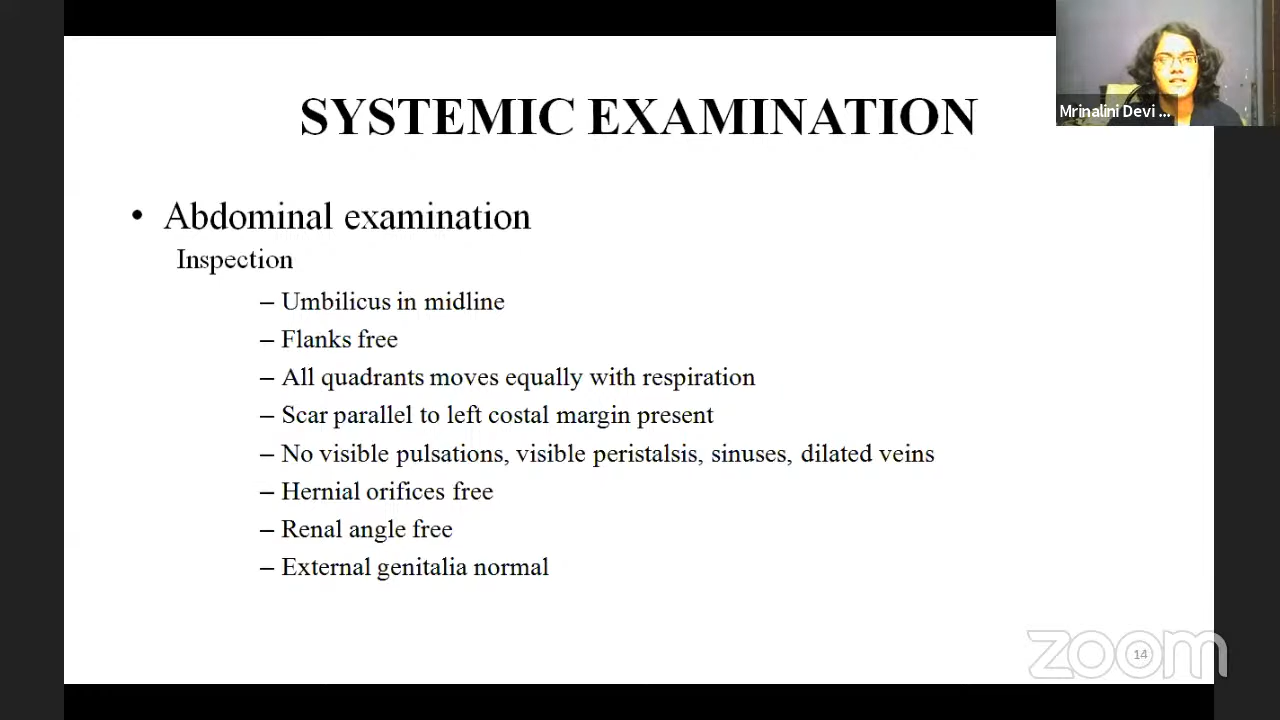 SYSTEMIC EXAMINATION
Mrinalini Devi ...
• Abdominal examination
Inspection
– Umbilicus in midline
– Flanks free
– All quadrants moves equally with respiration
– Scar parallel to left costal margin present
– No visible pulsations, visible peristalsis, sinuses, dilated veins
– Hernial orifices free
– Renal angle free
– External genitalia normal
zoom
14